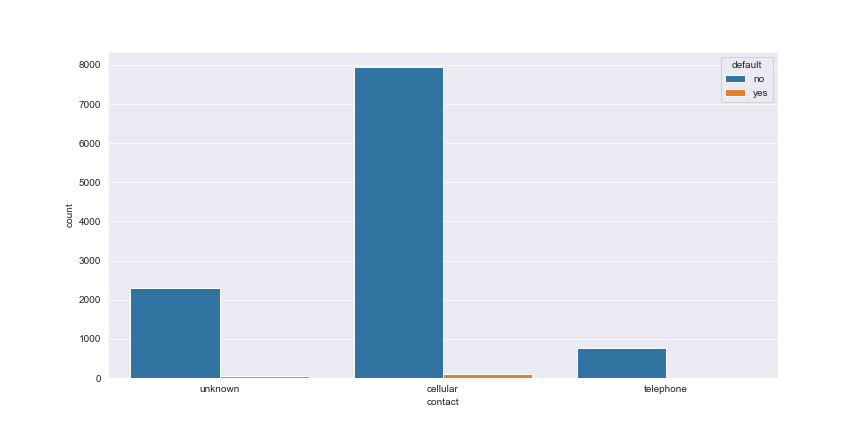 default
no
yes
8000
7000
6000
5000
4000
3000
2000
1000
0
count
unknown
cellular
telephone
contact